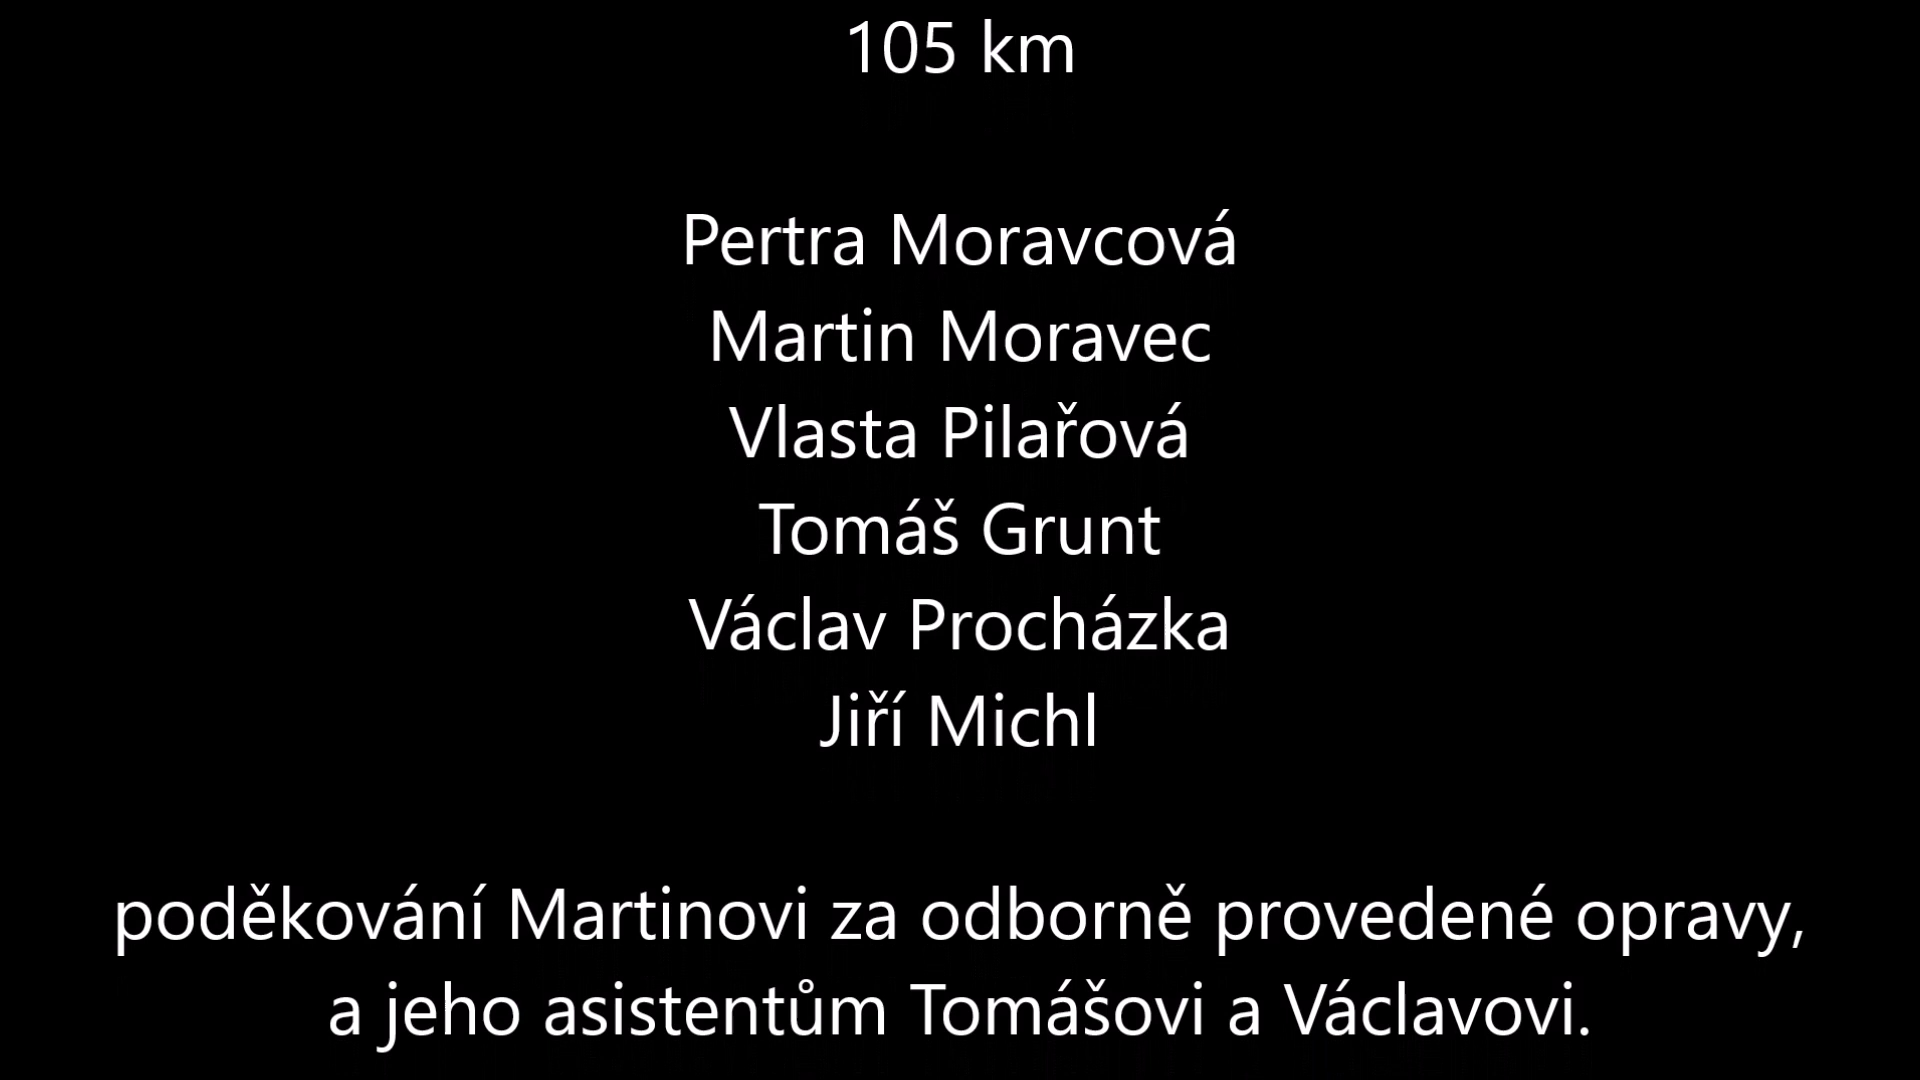 105 km
Pertra Moravcová
Martin Moravec
Vlasta Pilařová
Tomáš Grunt
Václav Procházka
Jiří Michl
poděkování Martinovi za odborně provedené opravy,
a jeho asistentům Tomášovi a Václavovi.